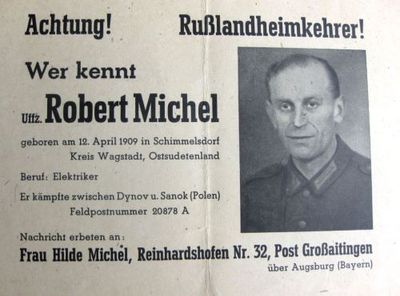 Achtung! Rußlandheimkehrer!
Wer kennt
Uffz. Robert Michel
geboren am 12. April 1909 in Schimmelsdorf
Kreis Wagstadt, Ostsudetenland
Beruf: Elektriker
Er kämpfte zwischen Dynov u. Sanok (Polen)
Feldpostnummer 20878 A
Nachricht erbeten an:
Frau Hilde Michel, Reinhardshofen Nr. 32, Post Großaitingen
über Augsburg (Bayern)